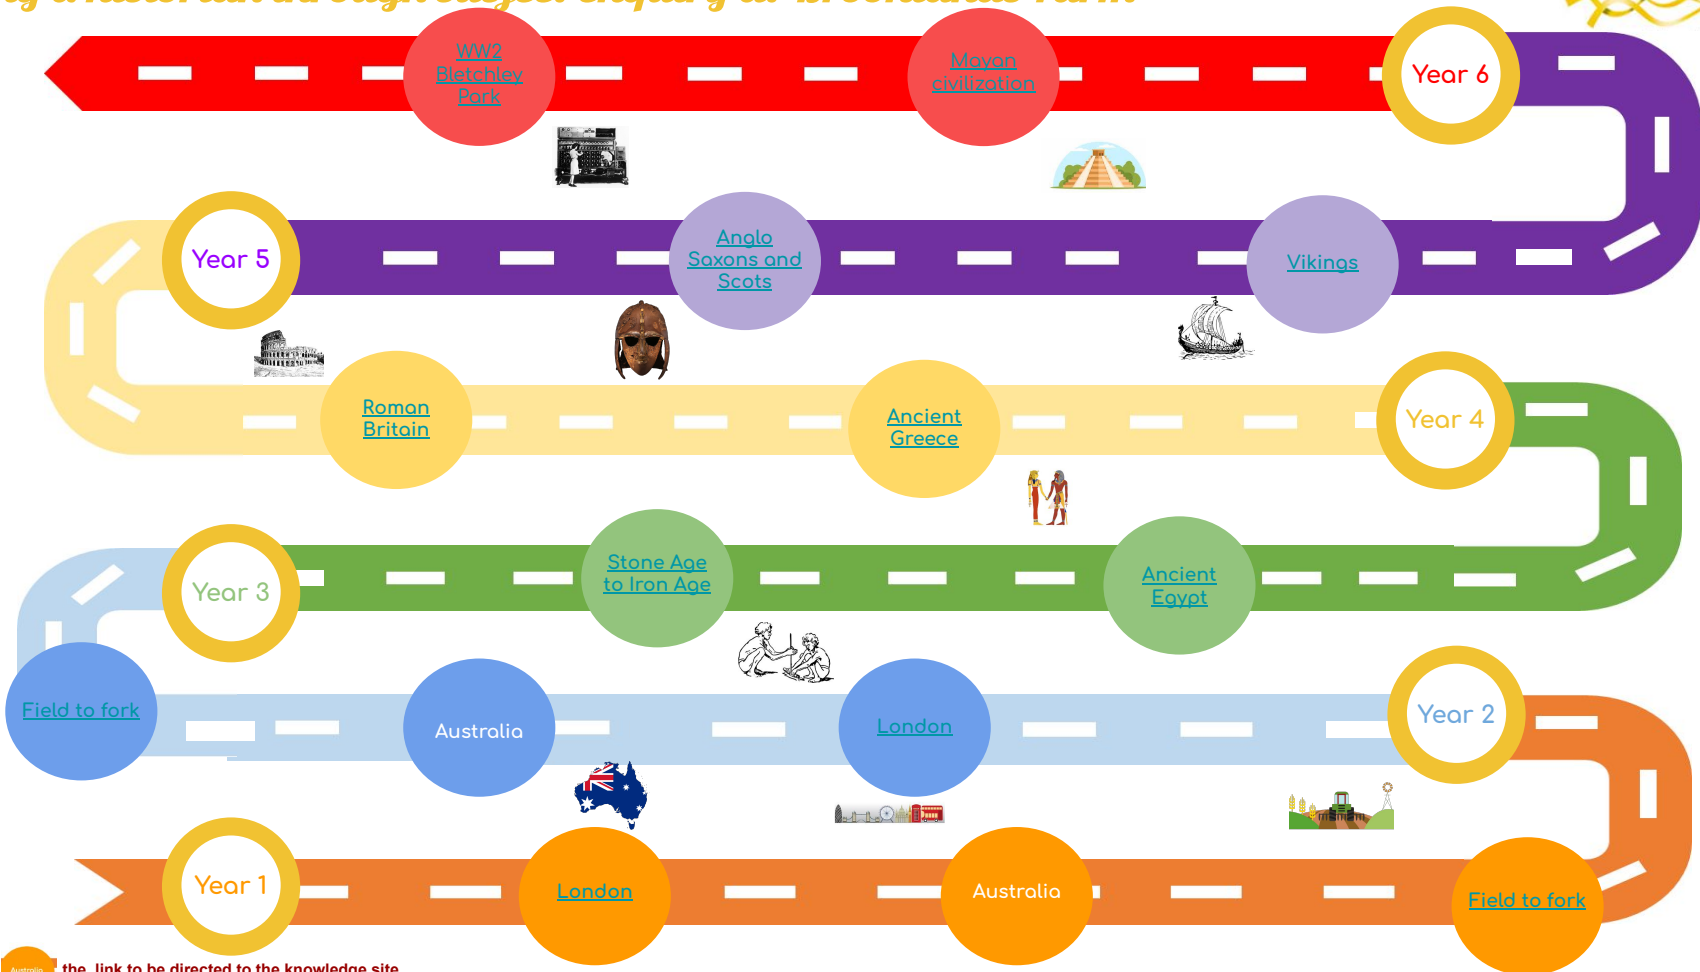 WW2
Bletchley
Park
Mayan
civilization
Year 6
Year 5
Anglo
Saxons and
Scots
Vikings
Roman
Britain
Ancient
Greece
Year 4
Year 3
Stone Age
to Iron Age
Ancient
Egypt
Field to fork
Australia
London
Year 2
Year 1
London
Australia
Field to fork
Australia
the link to be directed to the knowledge site